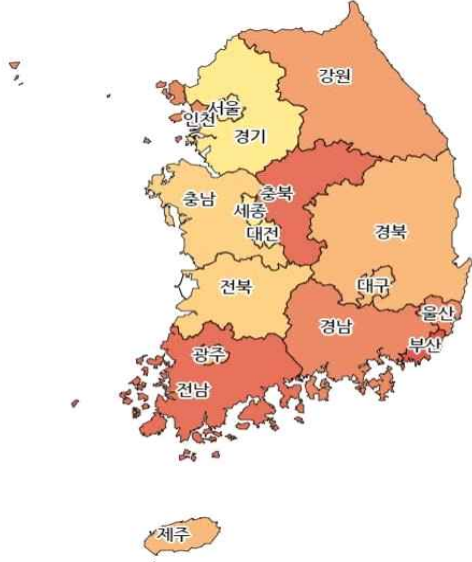 강원
서울
인천
경기
충북
충남
세종
대전
경북
전북
대구
울산
경남
부산
광주
전남
제주